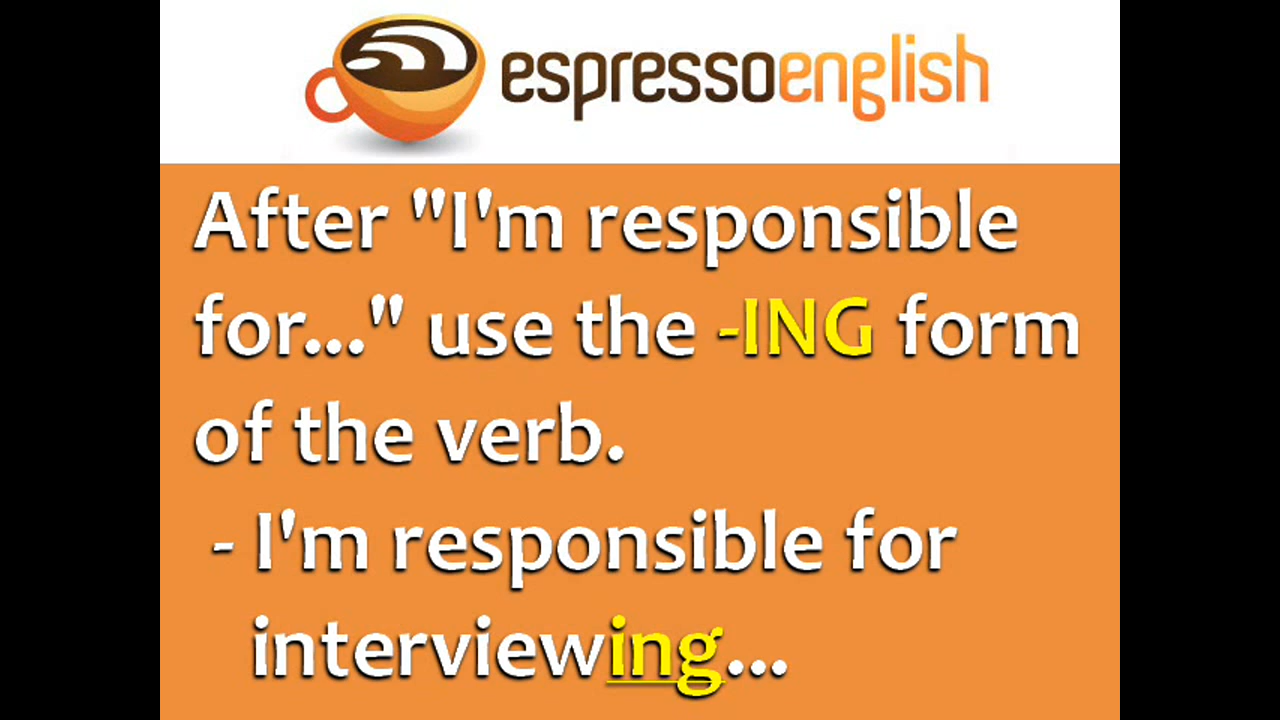 espressoenglish
After "I'm responsible
for..." use the -ING form
of the verb.
- I'm responsible for
interviewing...